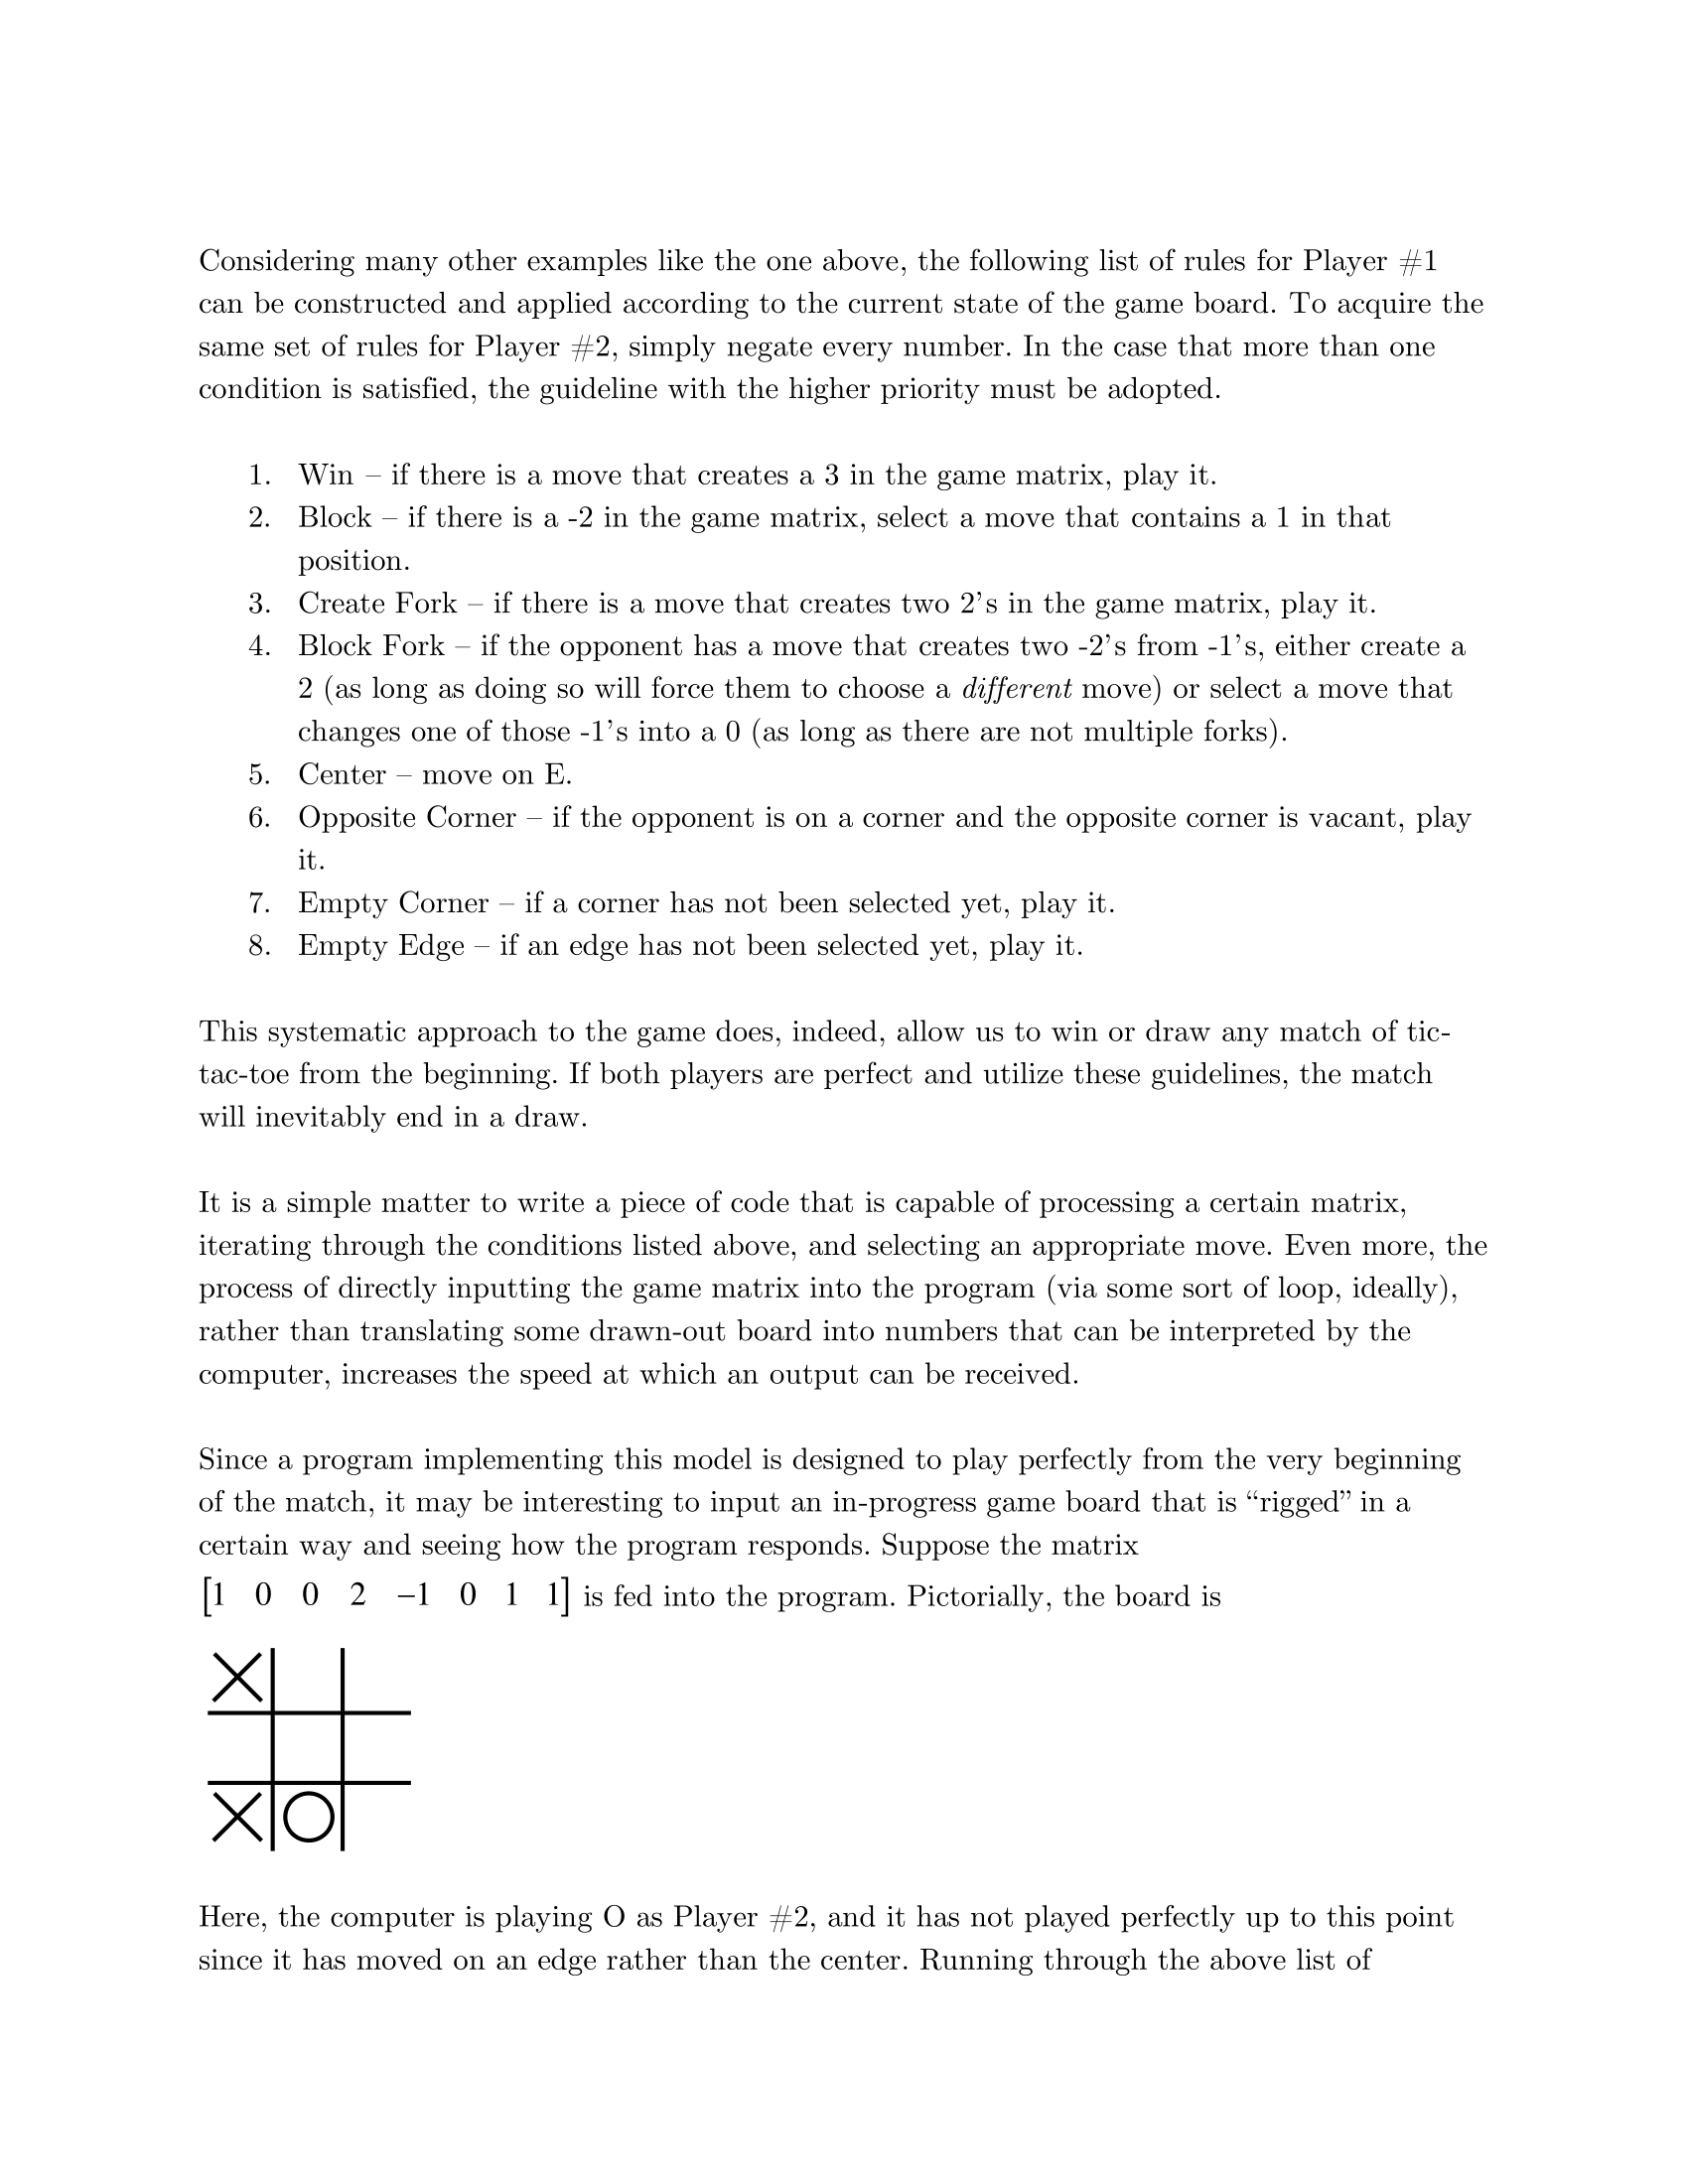 Considering many other examples like the one above, the following list of rules for Player #1
can be constructed and applied according to the current state of the game board. To acquire the
same set of rules for Player #2, simply negate every number. In the case that more than one
condition is satisfied, the guideline with the higher priority must be adopted.
1. Win – if there is a move that creates a 3 in the game matrix, play it.
2. Block – if there is a -2 in the game matrix, select a move that contains a 1 in that
position.
3. Create Fork – if there is a move that creates two 2's in the game matrix, play it.
4. Block Fork – if the opponent has a move that creates two -2's from -1's, either create a
2 (as long as doing so will force them to choose a different move) or select a move that
changes one of those -1's into a 0 (as long as there are not multiple forks).
5. Center – move on E.
6. Opposite Corner – if the opponent is on a corner and the opposite corner is vacant, play
it.
7. Empty Corner – if a corner has not been selected yet, play it.
8. Empty Edge – if an edge has not been selected yet, play it.
This systematic approach to the game does, indeed, allow us to win or draw any match of tic-
tac-toe from the beginning. If both players are perfect and utilize these guidelines, the match
will inevitably end in a draw.
It is a simple matter to write a piece of code that is capable of processing a certain matrix,
iterating through the conditions listed above, and selecting an appropriate move. Even more, the
process of directly inputting the game matrix into the program (via some sort of loop, ideally),
rather than translating some drawn-out board into numbers that can be interpreted by the
computer, increases the speed at which an output can be received.
Since a program implementing this model is designed to play perfectly from the very beginning
of the match, it may be interesting to input an in-progress game board that is “rigged” in a
certain way and seeing how the program responds. Suppose the matrix
[1 0 0 2 −1 0 1 1] is fed into the program. Pictorially, the board is
X
X O
Here, the computer is playing O as Player #2, and it has not played perfectly up to this point
since it has moved on an edge rather than the center. Running through the above list of